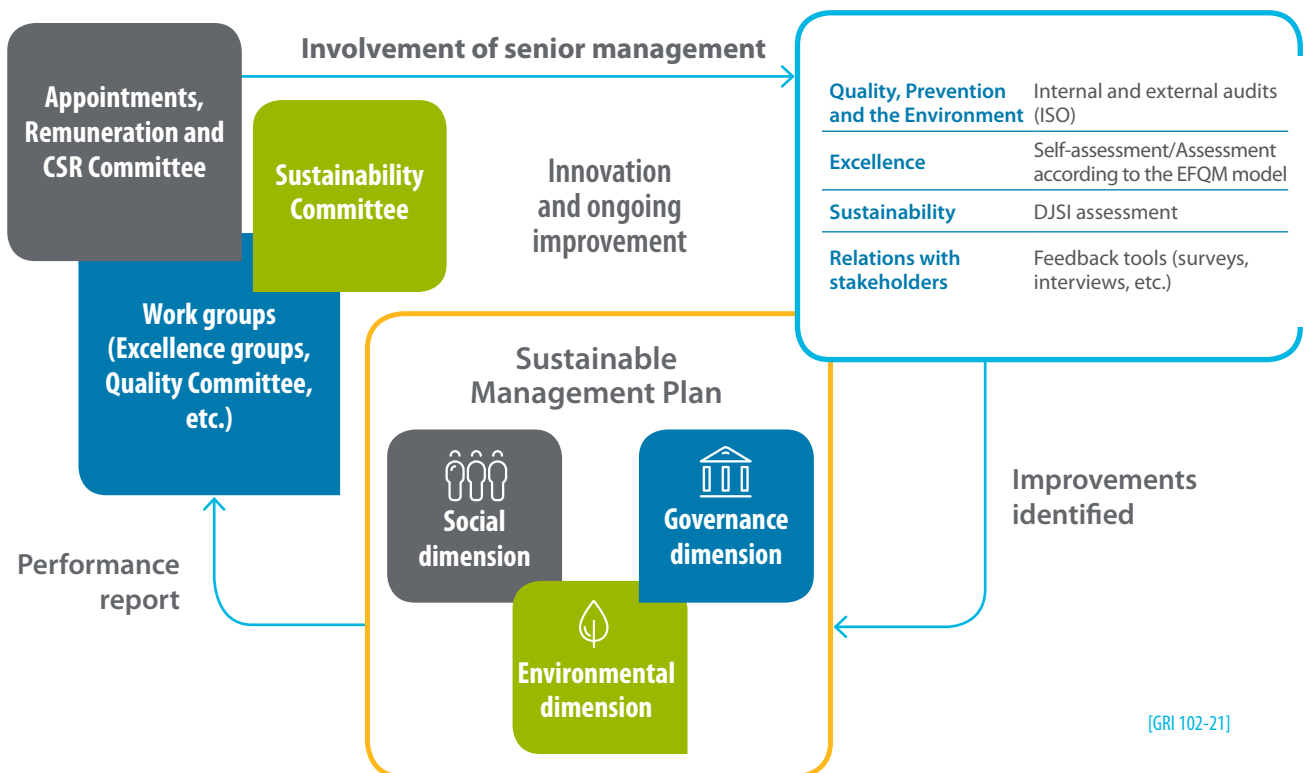 Involvement of senior management
Appointments,
Remuneration and
CSR Committee
Sustainability
Committee
Work groups
(Excellence groups,
Quality Committee,
etc.)
Innovation
and ongoing
improvement
Quality, Prevention
and the Environment
Internal and external audits
(ISO)
Excellence
Self-assessment/Assessment
according to the EFQM model
Sustainability
DJSI assessment
Relations with
stakeholders
Feedback tools (surveys,
interviews, etc.)
Improvements
identified
Sustainable
Management Plan
Social
dimension
Governance
dimension
Environmental
dimension
Performance
report
[GRI 102-21]